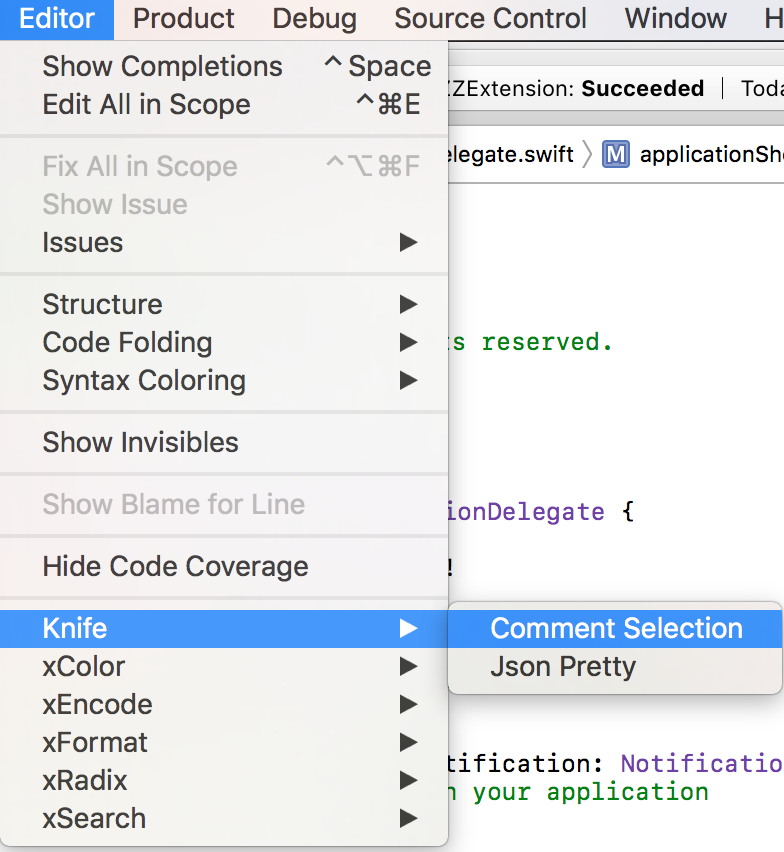 Editor Product Debug Source Control Window H
Show Completions ^ Space
Edit All in Scope ^⌘E
ZExtension: Succeeded | Toda
Fix All in Scope ^⌥⌘F
elegate.swift 〉 M applicationSho
Show Issue
Issues ▶
Structure ▶
Code Folding ▶
s reserved.
Syntax Coloring ▶
Show Invisibles
Show Blame for Line
ionDelegate {
Hide Code Coverage
!
Knife ▶
Comment Selection
xColor ▶
Json Pretty
xEncode ▶
xFormat ▶
tification: Notificatio
xRadix ▶
n your application
xSearch ▶